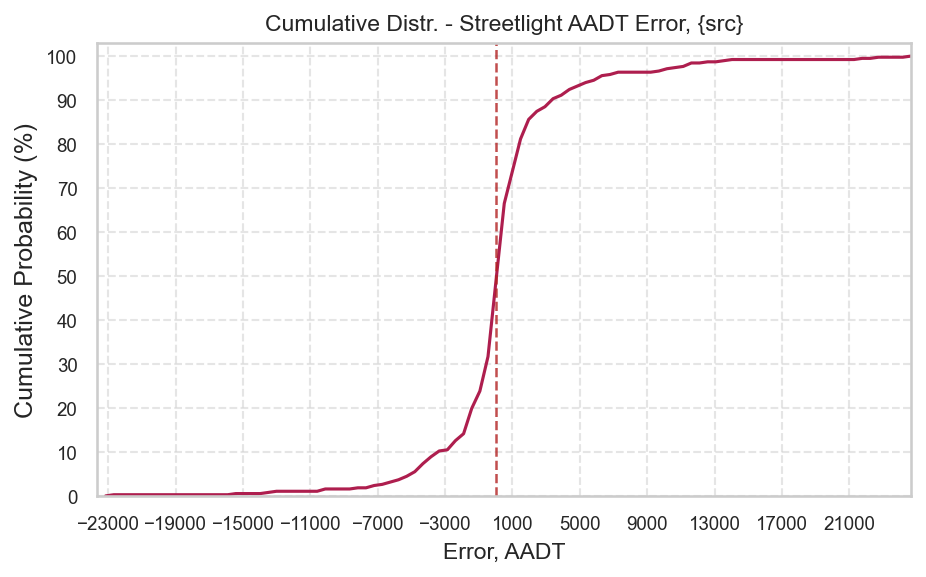 Cumulative Distr. - Streetlight AADT Error, {src}
Cumulative Probability (%)
100
90
80
70
60
50
40
30
20
10
0
−23000 −19000 −15000 −11000 −7000 −3000 1000 5000 9000 13000 17000 21000
Error, AADT